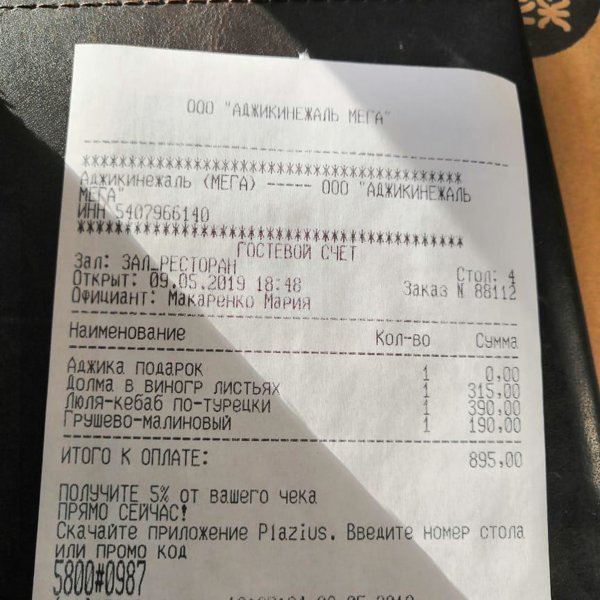 ООО "АДЖИКИНЕЖАЛЬ МЕГА"
Аджикинежаль (МЕГА) ----- ООО "АДЖИКИНЕЖАЛЬ
МЕГА"
ИНН 5407966140
ГОСТЕВОЙ СЧЕТ
Зал: ЗАЛ_РЕСТОРАН Стол: 4
Открыт: 09.05.2019 18:48 Заказ № 88112
Официант: Макаренко Мария
Наименование Кол-во Сумма
Аджика подарок 1 0,00
Долма в виногр листьях 1 315,00
Люля-кебаб по-турецки 1 390,00
Грушево-малиновый 1 190,00
ИТОГО К ОПЛАТЕ: 895,00
ПОЛУЧИТЕ 5% от вашего чека
ПРЯМО СЕЙЧАС!
Скачайте приложение Plazius. Введите номер стола
или промо код
5800#0987